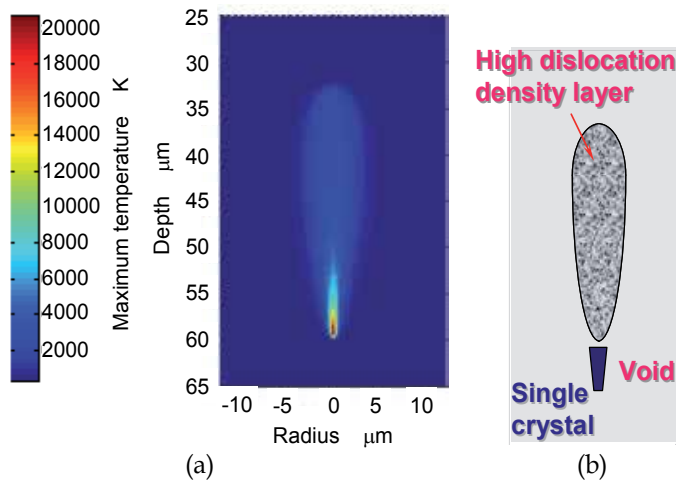 20000
18000
16000
14000
12000
10000
8000
6000
4000
2000
Maximum temperature K
25
30
35
40
45
50
55
60
65
Depth μm
-10 -5 0 5 10
Radius μm
(a)
High dislocation
density layer
Void
Single
crystal
(b)